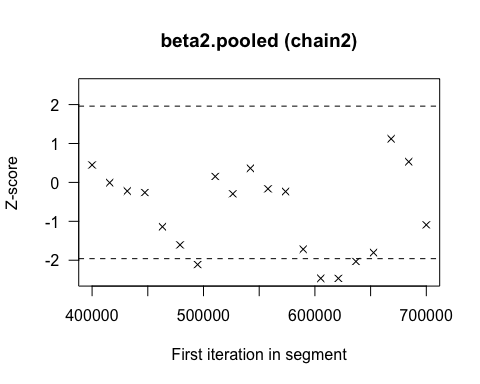 beta2.pooled (chain2)
2
1
0
-1
-2
Z-score
400000 500000 600000 700000
First iteration in segment